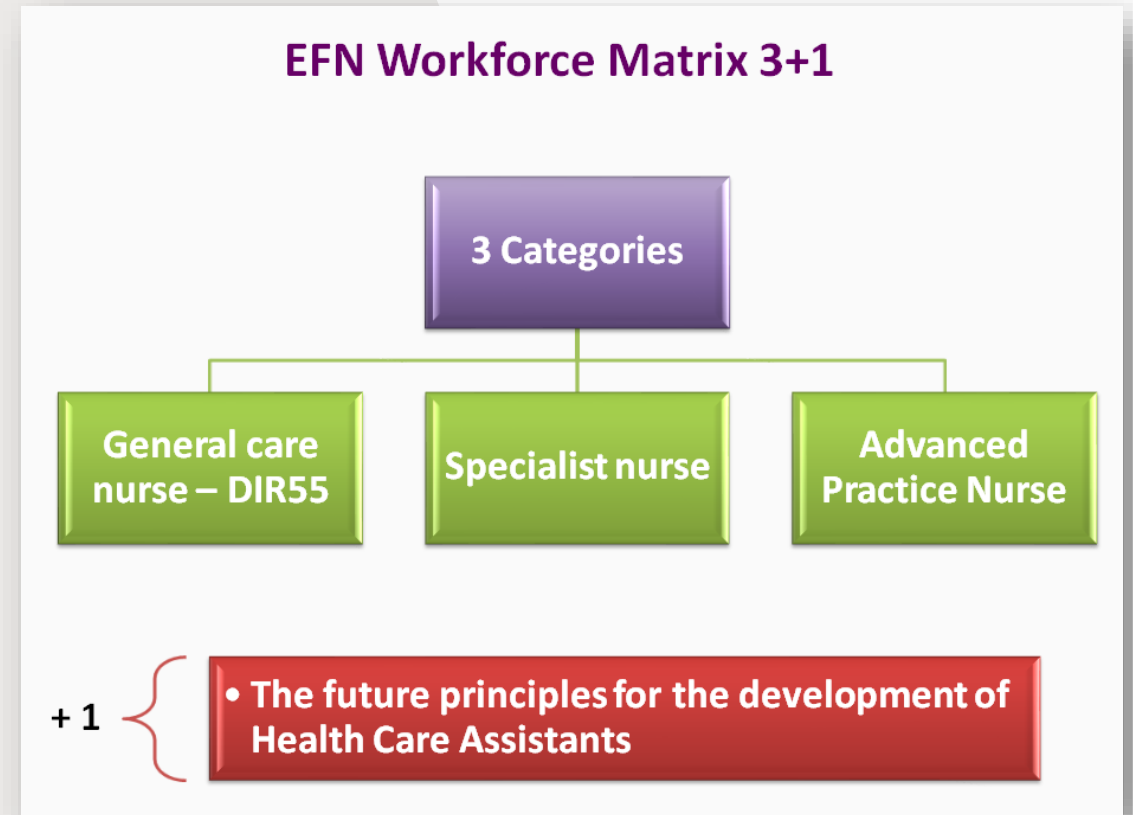 EFN Workforce Matrix 3+1
3 Categories
General care
nurse – DIR55
Specialist nurse
Advanced
Practice Nurse
+ 1
• The future principles for the development of
Health Care Assistants